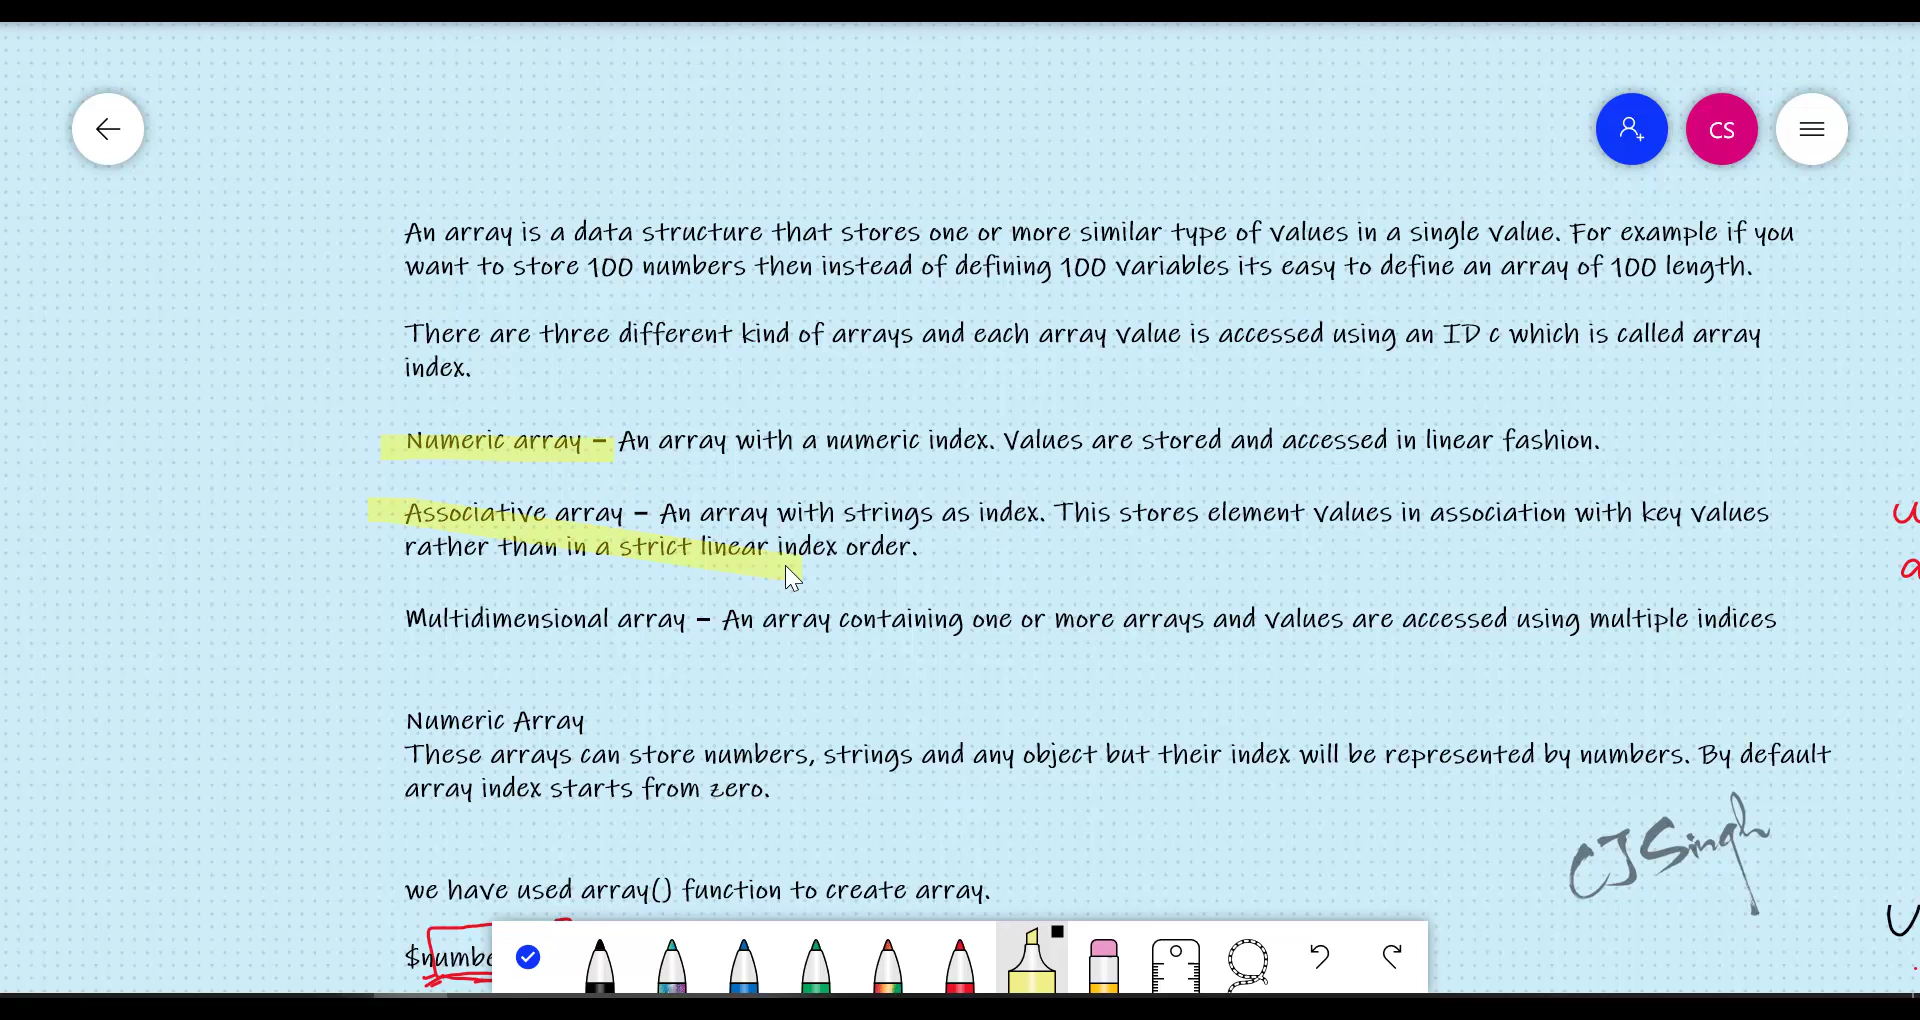 CS
An array is a data structure that stores one or more similar type of values in a single value. For example if you
want to store 100 numbers then instead of defining 100 variables its easy to define an array of 100 length.
There are three different kind of arrays and each array value is accessed using an ID c which is called array
index.
Numeric array – An array with a numeric index. Values are stored and accessed in linear fashion.
Associative array – An array with strings as index. This stores element values in association with key values
rather than in a strict linear index order.
Multidimensional array – An array containing one or more arrays and values are accessed using multiple indices
Numeric Array
These arrays can store numbers, strings and any object but their index will be represented by numbers. By default
array index starts from zero.
CJSingh
we have used array() function to create array.
$numbe